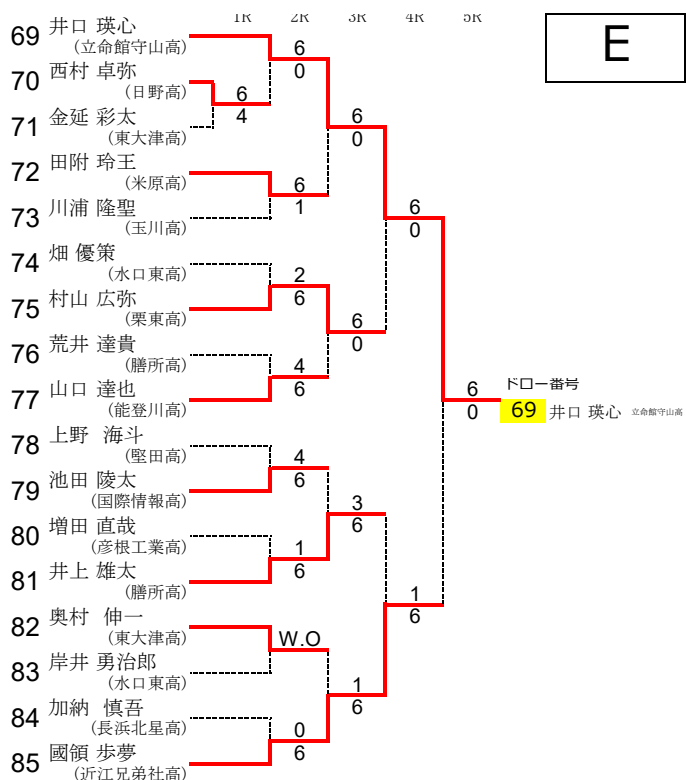 1R 2R 3R 4R 5R
E
69 井口 瑛心
(立命館守山高)
6
0
70 西村 卓弥
(日野高)
6
4
71 金延 彩太
(東大津高)
6
0
72 田附 玲王
(米原高)
6
1
73 川浦 隆聖
(玉川高)
6
0
74 畑 優策
(水口東高)
2
6
75 村山 広弥
(栗東高)
6
0
76 荒井 達貴
(膳所高)
4
6
77 山口 達也
(能登川高)
6
0
ドロー番号
69 井口 瑛心 立命館守山高
78 上野 海斗
(堅田高)
4
6
79 池田 陵太
(国際情報高)
3
6
80 増田 直哉
(彦根工業高)
1
6
81 井上 雄太
(膳所高)
1
6
82 奥村 伸一
(東大津高)
W.O
83 岸井 勇治郎
(水口東高)
1
6
84 加納 慎吾
(長浜北星高)
0
6
85 國領 歩夢
(近江兄弟社高)